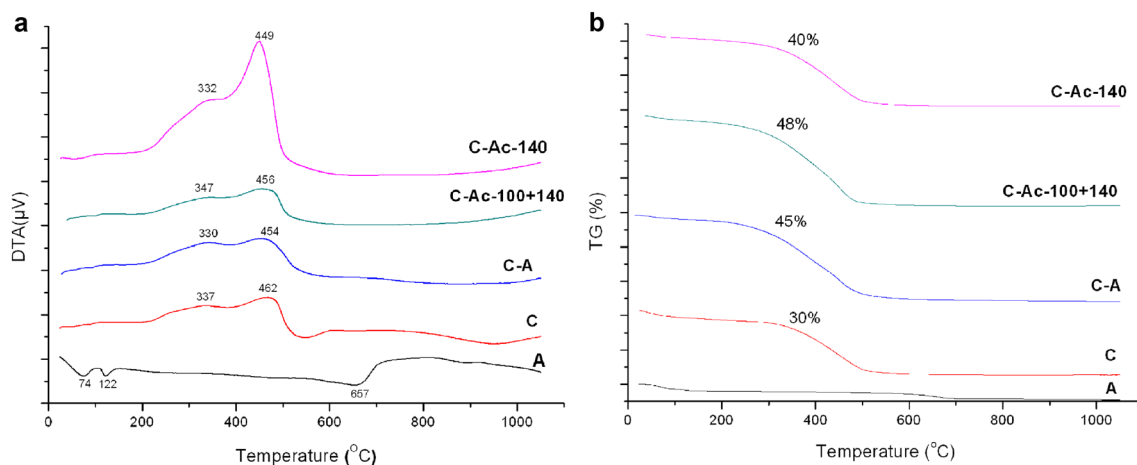 a
DTA(µV)
449
332
C-Ac-140
347
456
C-Ac-100+140
330
454
C-A
337
462
C
A
74
122
657
0
200
400
600
800
1000
Temperature (°C)
b
TG (%)
40%
C-Ac-140
48%
C-Ac-100+140
45%
C-A
30%
C
A
0
200
400
600
800
1000
Temperature (°C)